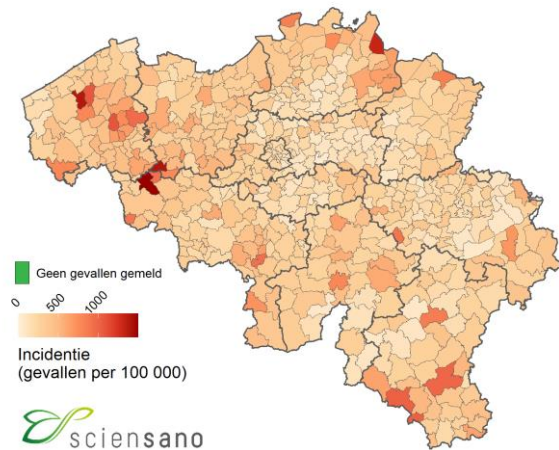 Geen gevallen gemeld
0 500 1000
Incidentie
(gevallen per 100 000)
sciensano